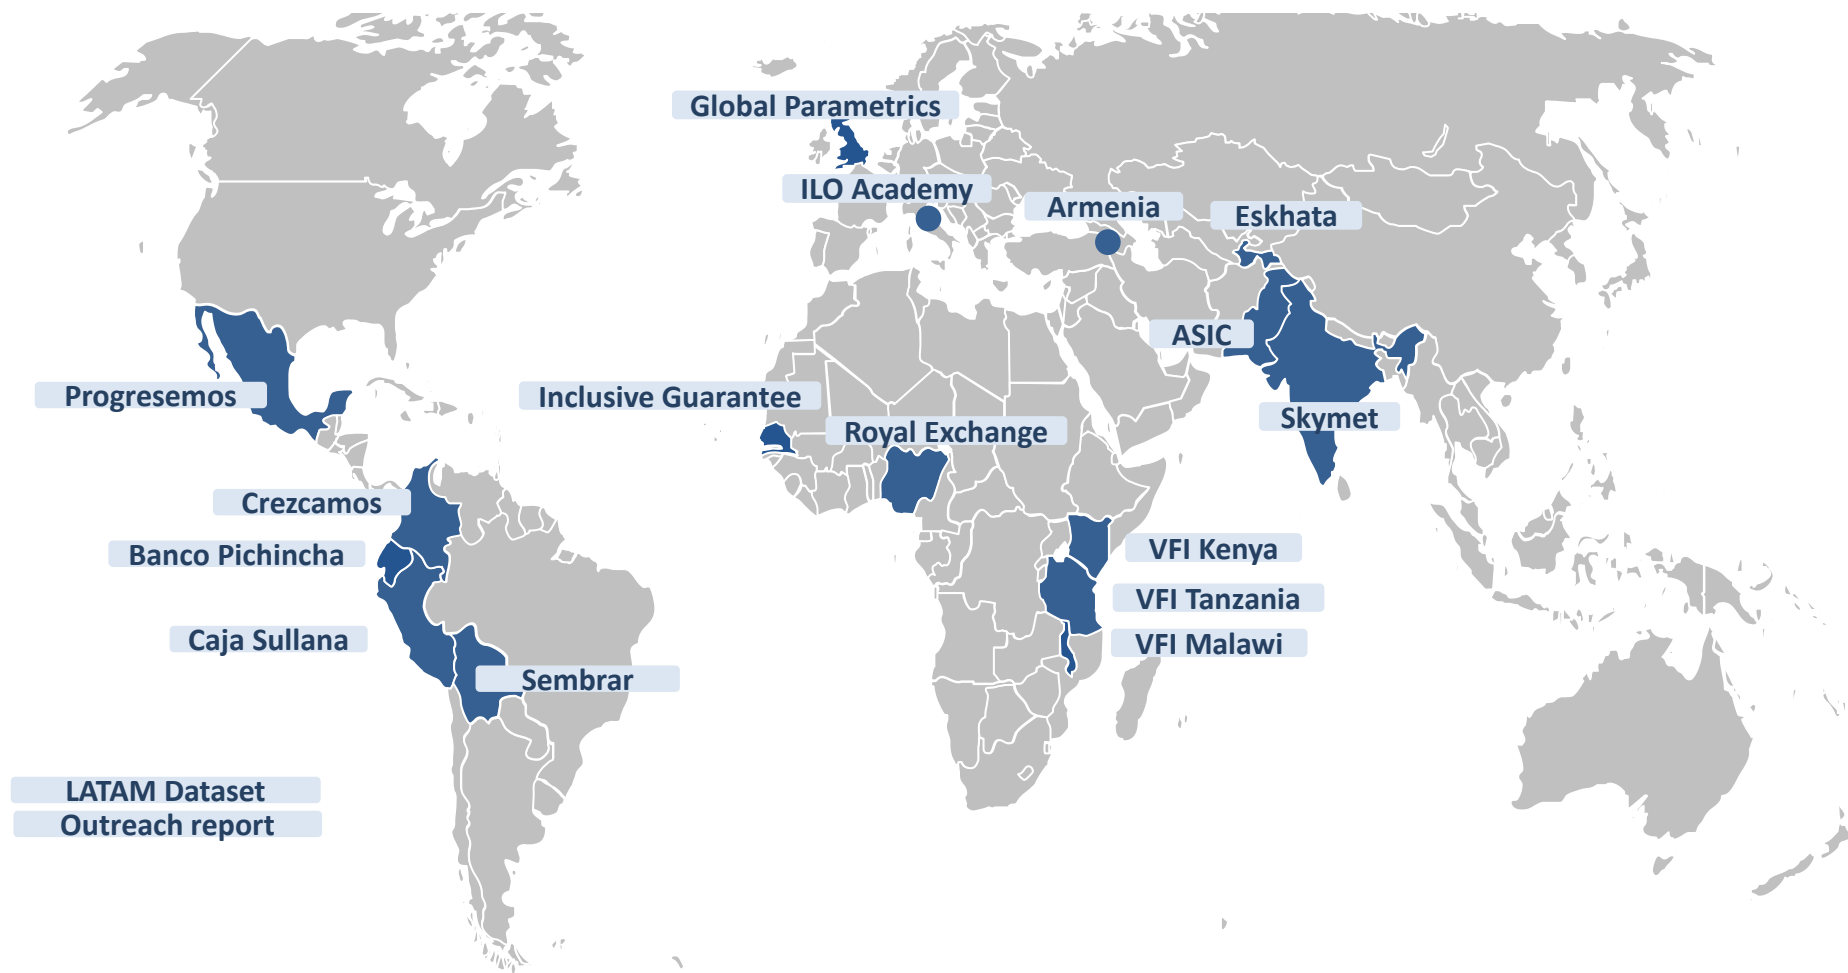 Global Parametrics
ILO Academy
Armenia
Eskhata
ASIC
Progresemos
Inclusive Guarantee
Skymet
Royal Exchange
Crezcamos
VFI Kenya
Banco Pichincha
VFI Tanzania
Caja Sullana
VFI Malawi
Sembrar
LATAM Dataset
Outreach report